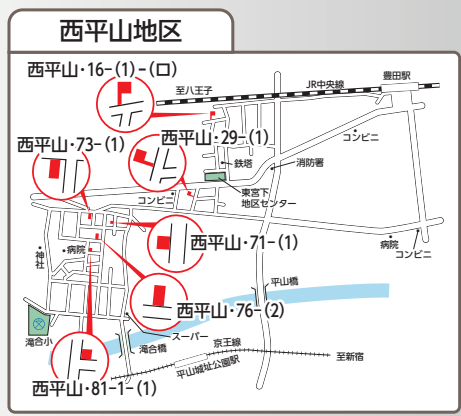 西平山地区
西平山・16-(1)-(ロ)
至八王子
JR中央線
豊田駅
西平山・73-(1)
西平山・29-(1)
コンビニ
鉄塔
消防署
コンビニ
東宮下
地区センター
神社
病院
西平山・71-(1)
病院
コンビニ
平山橋
西平山・76-(2)
スーパー
滝合小
滝合橋
京王線
至新宿
平山城址公園駅
西平山・81-1-(1)